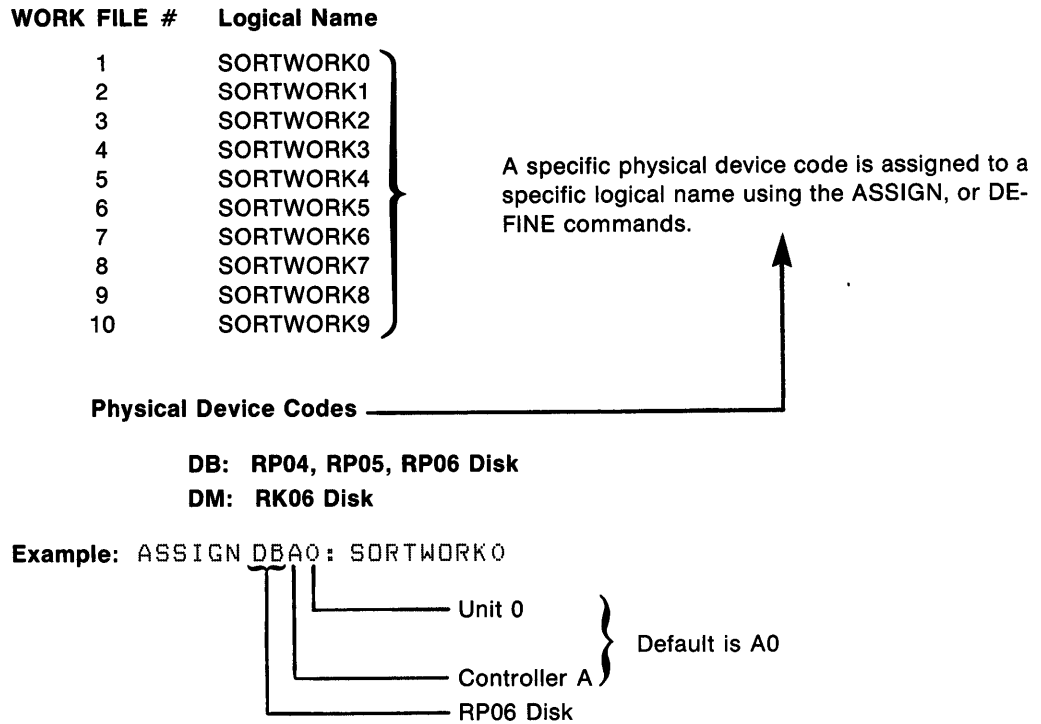 WORK FILE # Logical Name
1 SORTWORK0
2 SORTWORK1
3 SORTWORK2
4 SORTWORK3
5 SORTWORK4
6 SORTWORK5
7 SORTWORK6
8 SORTWORK7
9 SORTWORK8
10 SORTWORK9
A specific physical device code is assigned to a
specific logical name using the ASSIGN, or DE-
FINE commands.
Physical Device Codes
DB: RP04, RP05, RP06 Disk
DM: RK06 Disk
Example: ASSIGN DBA0: SORTWORK0
Unit 0
Default is A0
Controller A
RP06 Disk